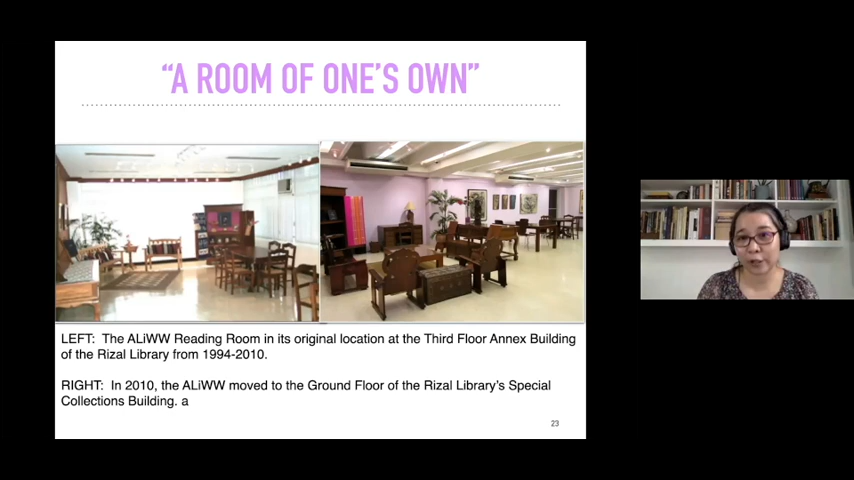 “A ROOM OF ONE’S OWN”
LEFT: The ALiWW Reading Room in its original location at the Third Floor Annex Building
of the Rizal Library from 1994-2010.
RIGHT: In 2010, the ALiWW moved to the Ground Floor of the Rizal Library’s Special
Collections Building. a
23